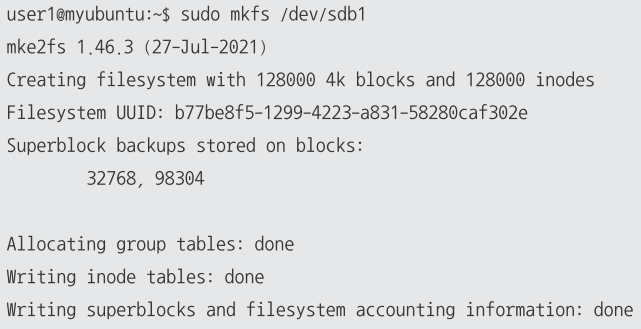 user1@myubuntu:~$ sudo mkfs /dev/sdb1
mke2fs 1.46.3 (27-Jul-2021)
Creating filesystem with 128000 4k blocks and 128000 inodes
Filesystem UUID: b77be8f5-1299-4223-a831-58280caf302e
Superblock backups stored on blocks:
        32768, 98304

Allocating group tables: done
Writing inode tables: done
Writing superblocks and filesystem accounting information: done